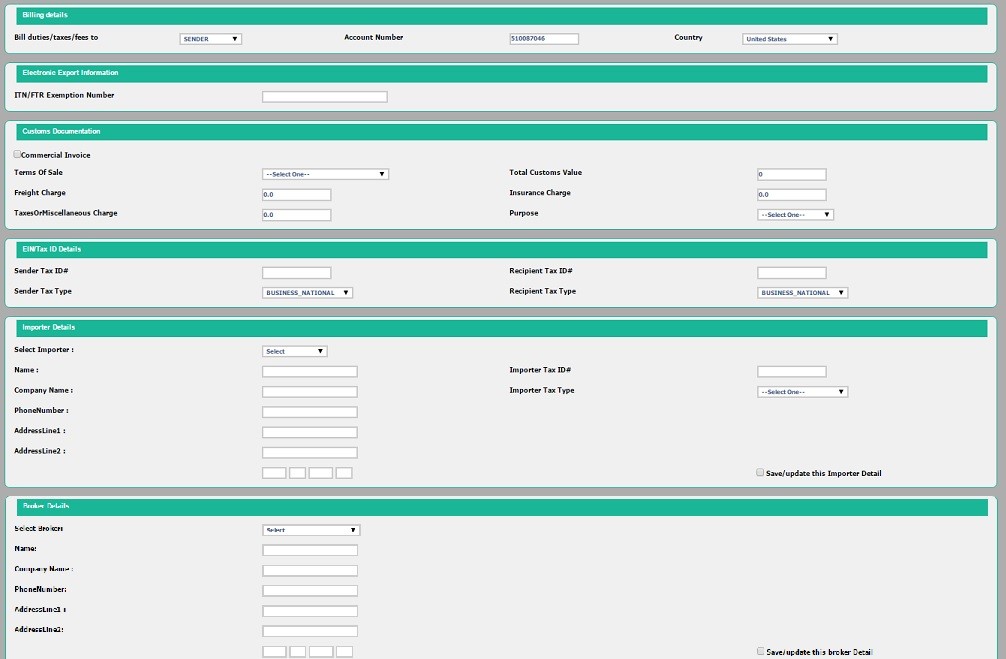 Billing details
Bill duties/taxes/fees to SENDER Account Number 510087046 Country United States
Electronic Export Information
ITN/FTR Exemption Number
Customs Documentation
Commercial Invoice
Terms Of Sale --Select One-- Total Customs Value 0
Freight Charge 0.0 Insurance Charge 0.0
TaxesOrMiscellaneous Charge 0.0 Purpose --Select One--
EIN/Tax ID Details
Sender Tax ID# Recipient Tax ID#
Sender Tax Type BUSINESS_NATIONAL Recipient Tax Type BUSINESS_NATIONAL
Importer Details
Select Importer : Select
Name : Importer Tax ID#
Company Name : Importer Tax Type --Select One--
PhoneNumber :
AddressLine1 :
AddressLine2 :
Save/update this Importer Detail
Broker Details
Select Broker: Select
Name:
Company Name :
PhoneNumber:
AddressLine1 :
AddressLine2:
Save/update this broker Detail